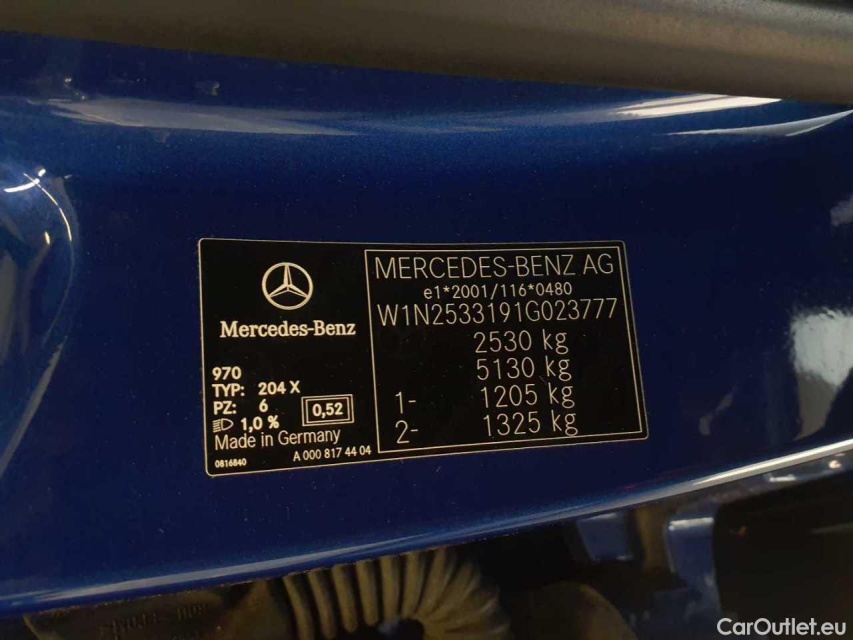 Mercedes-Benz
970
TYP: 204 X
PZ: 6
0,52
1,0 %
Made in Germany
0816840
A 000 817 44 04
MERCEDES-BENZ AG
e1*2001/116*0480
W1N2533191G023777
2530 kg
5130 kg
1- 1205 kg
2- 1325 kg
CarOutlet.eu